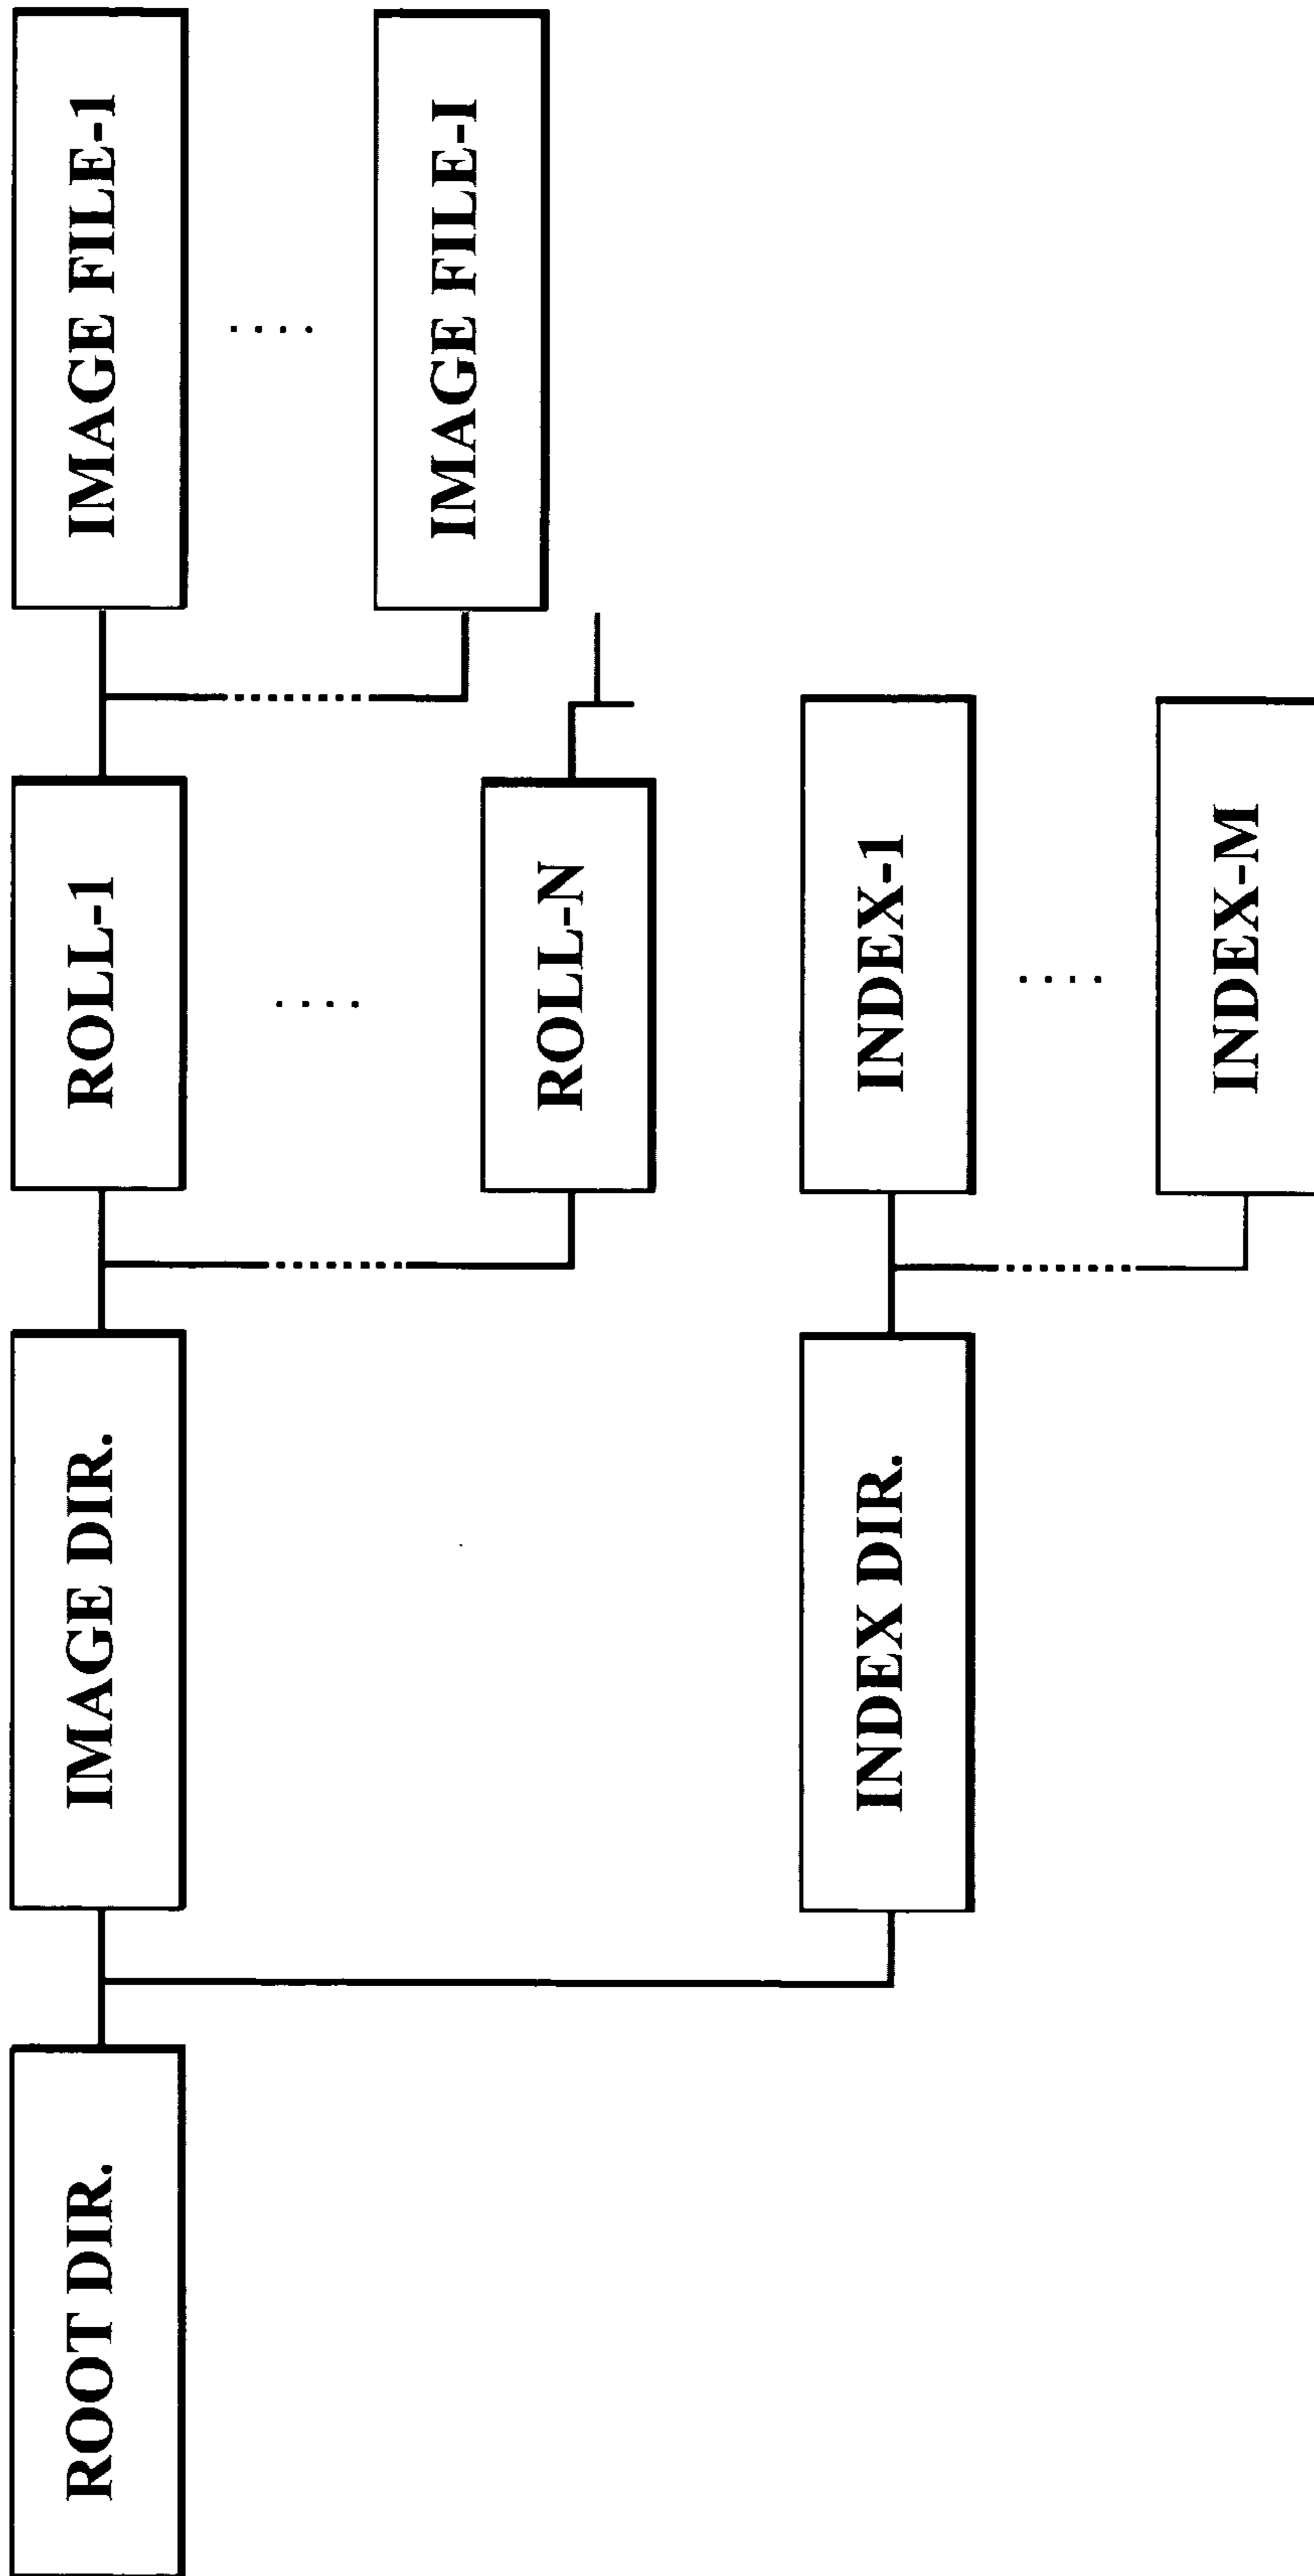 ROOT DIR.
IMAGE DIR.
ROLL-1
IMAGE FILE-1
....
IMAGE FILE-I
....
ROLL-N
INDEX DIR.
INDEX-1
....
INDEX-M